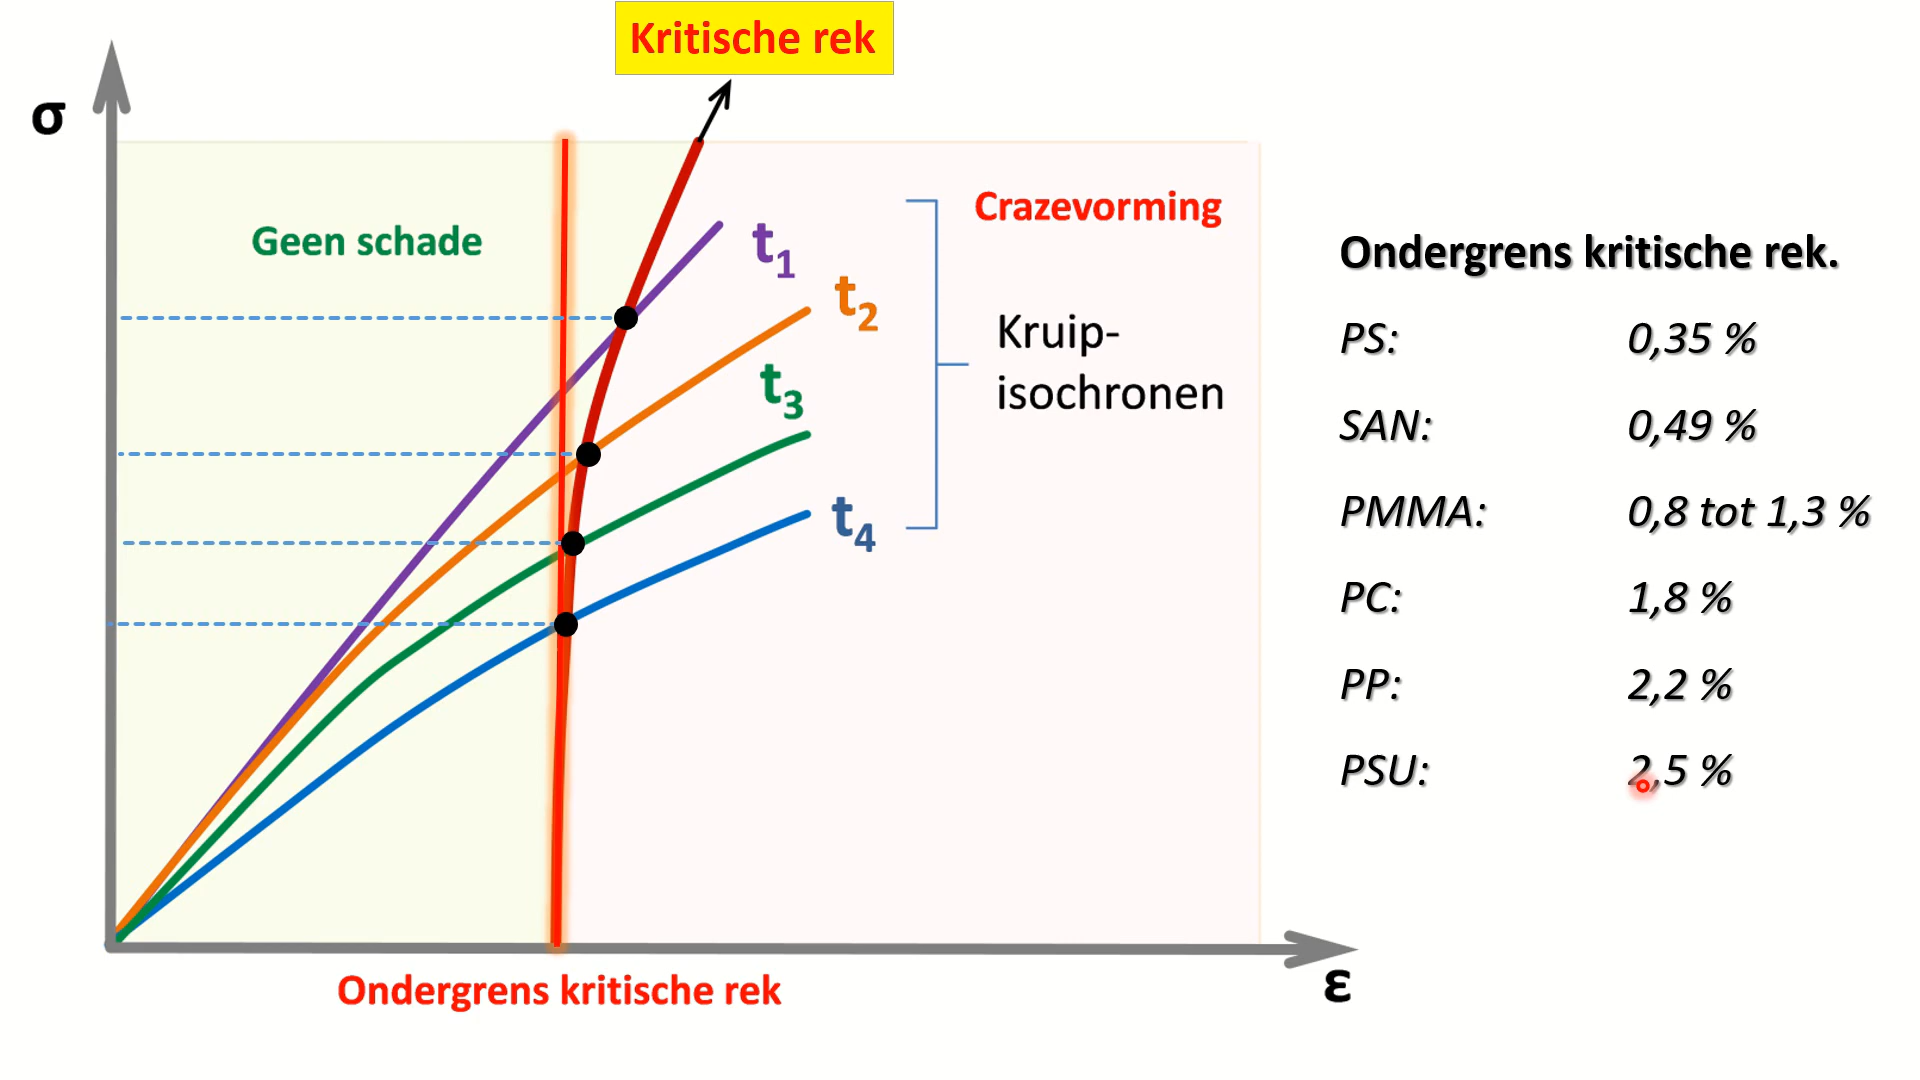 Kritische rek
σ
Geen schade
Crazevorming
t1
t2
t3
t4
Kruip-
isochronen
ε
Ondergrens kritische rek
Ondergrens kritische rek.
PS: 0,35 %
SAN: 0,49 %
PMMA: 0,8 tot 1,3 %
PC: 1,8 %
PP: 2,2 %
PSU: 2,5 %